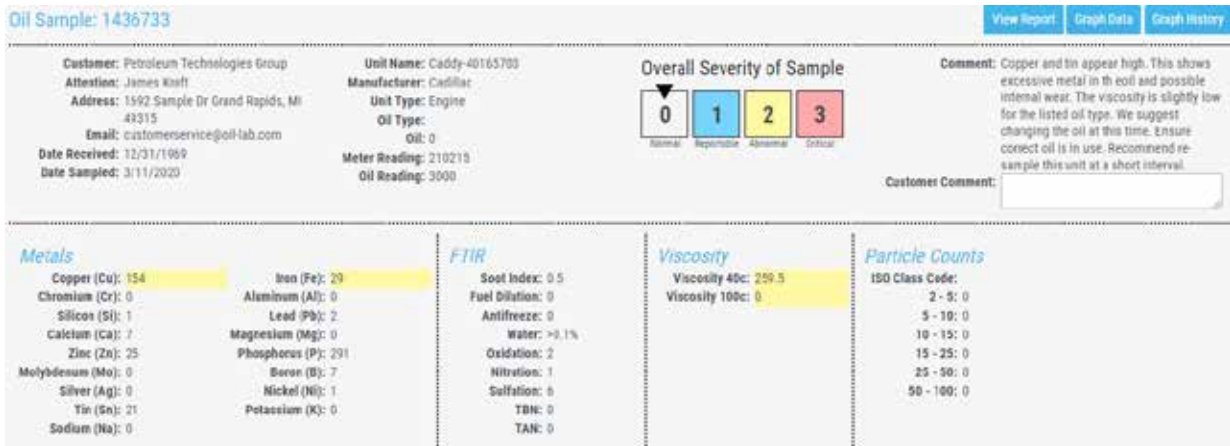 Oil Sample: 1436733
View Report
Graph Data
Graph History
Customer: Petroleum Technologies Group
Attention: James Kraft
Address: 1692 Sample Dr Grand Rapids, MI
49315
Email: customerservice@oil-lab.com
Date Received: 12/31/1969
Date Sampled: 3/11/2020
Unit Name: Caddy-40165703
Manufacturer: Cadillac
Unit Type: Engine
Oil Type:
Oil: 0
Meter Reading: 210215
Oil Reading: 3000
Overall Severity of Sample
0 1 2 3
Normal Reportable Abnormal Critical
Comment: Copper and tin appear high. This shows
excessive metal in th eoil and possible
internal wear. The viscosity is slightly low
for the listed oil type. We suggest
changing the oil at this time. Ensure
correct oil is in use. Recommend re-
sample this unit at a short interval.
Customer Comment:
Metals
Copper (Cu): 154
Chromium (Cr): 0
Silicon (Si): 1
Calcium (Ca): 7
Zinc (Zn): 25
Molybdenum (Mo): 0
Silver (Ag): 0
Tin (Sn): 21
Sodium (Na): 0
Iron (Fe): 29
Aluminum (Al): 0
Lead (Pb): 2
Magnesium (Mg): 0
Phosphorus (P): 291
Boron (B): 7
Nickel (Ni): 1
Potassium (K): 0
FTIR
Soot Index: 0.5
Fuel Dilution: 0
Antifreeze: 0
Water: >0.1%
Oxidation: 2
Nitration: 1
Sulfation: 6
TBN: 0
TAN: 0
Viscosity
Viscosity 40c: 259.5
Viscosity 100c: 0
Particle Counts
ISO Class Code:
2 - 5: 0
5 - 10: 0
10 - 15: 0
15 - 25: 0
25 - 50: 0
50 - 100: 0